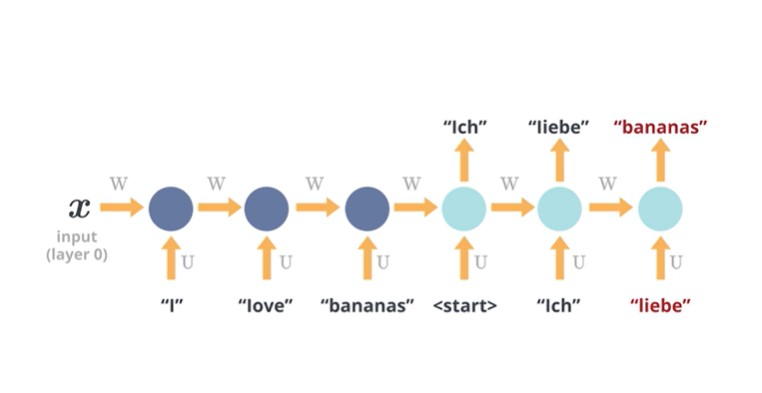 “Ich” “liebe” “bananas”
W W W W W W
x
input
(layer 0)
U U U U U U
“I” “love” “bananas” <start> “Ich” “liebe”